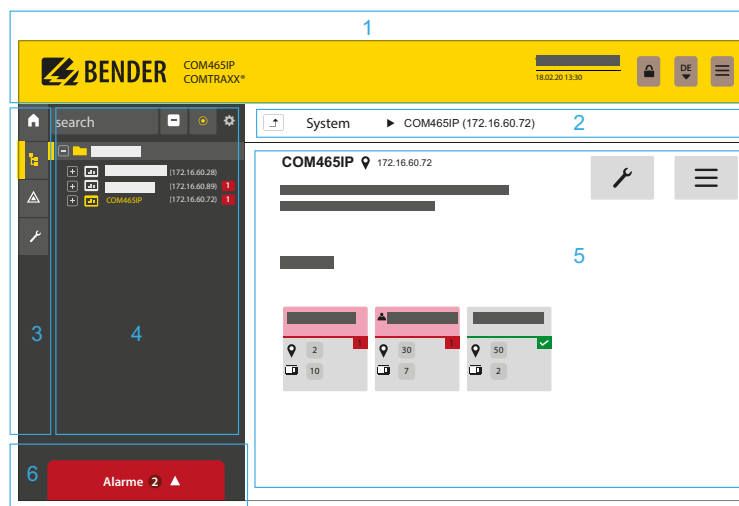 1
BENDER
COM465IP
COMTRAXX®
18.02.20 13:30
DE
search
System
COM465IP (172.16.60.72)
2
(172.16.60.28)
(172.16.60.89) 1
COM465IP (172.16.60.72) 1
COM465IP 172.16.60.72
3
4
5
1
2
10
1
30
7
50
2
6
Alarme 2